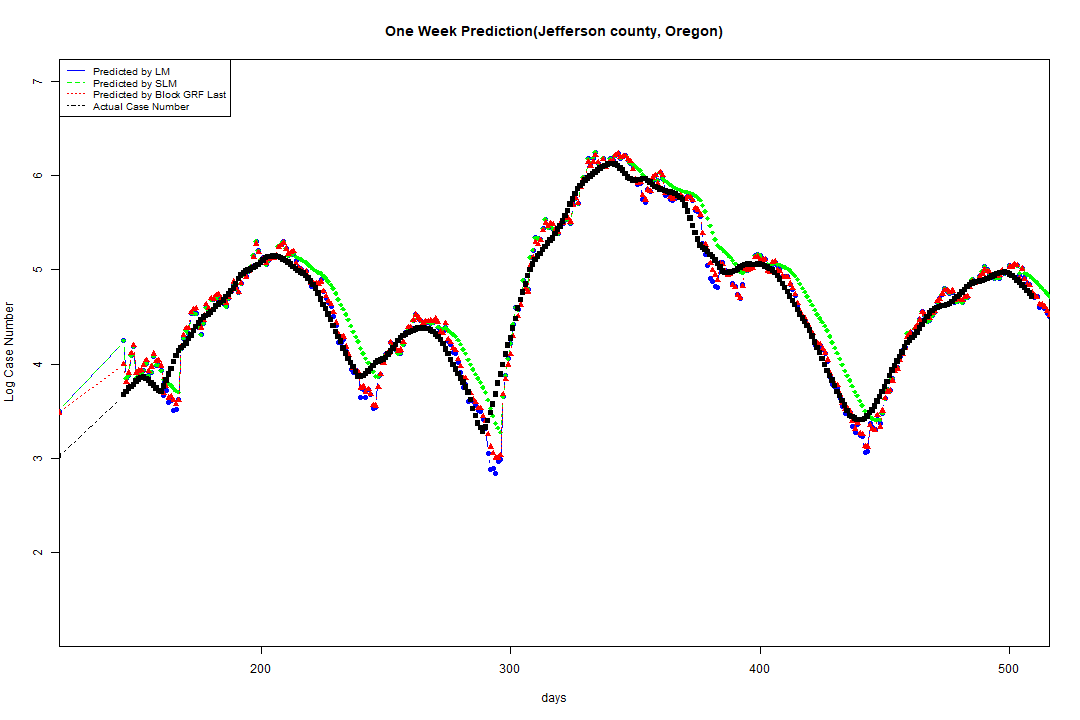 One Week Prediction(Jefferson county, Oregon)
Predicted by LM
Predicted by SLM
Predicted by Block GRF Last
Actual Case Number
7
6
5
4
3
2
Log Case Number
200 300 400 500
days